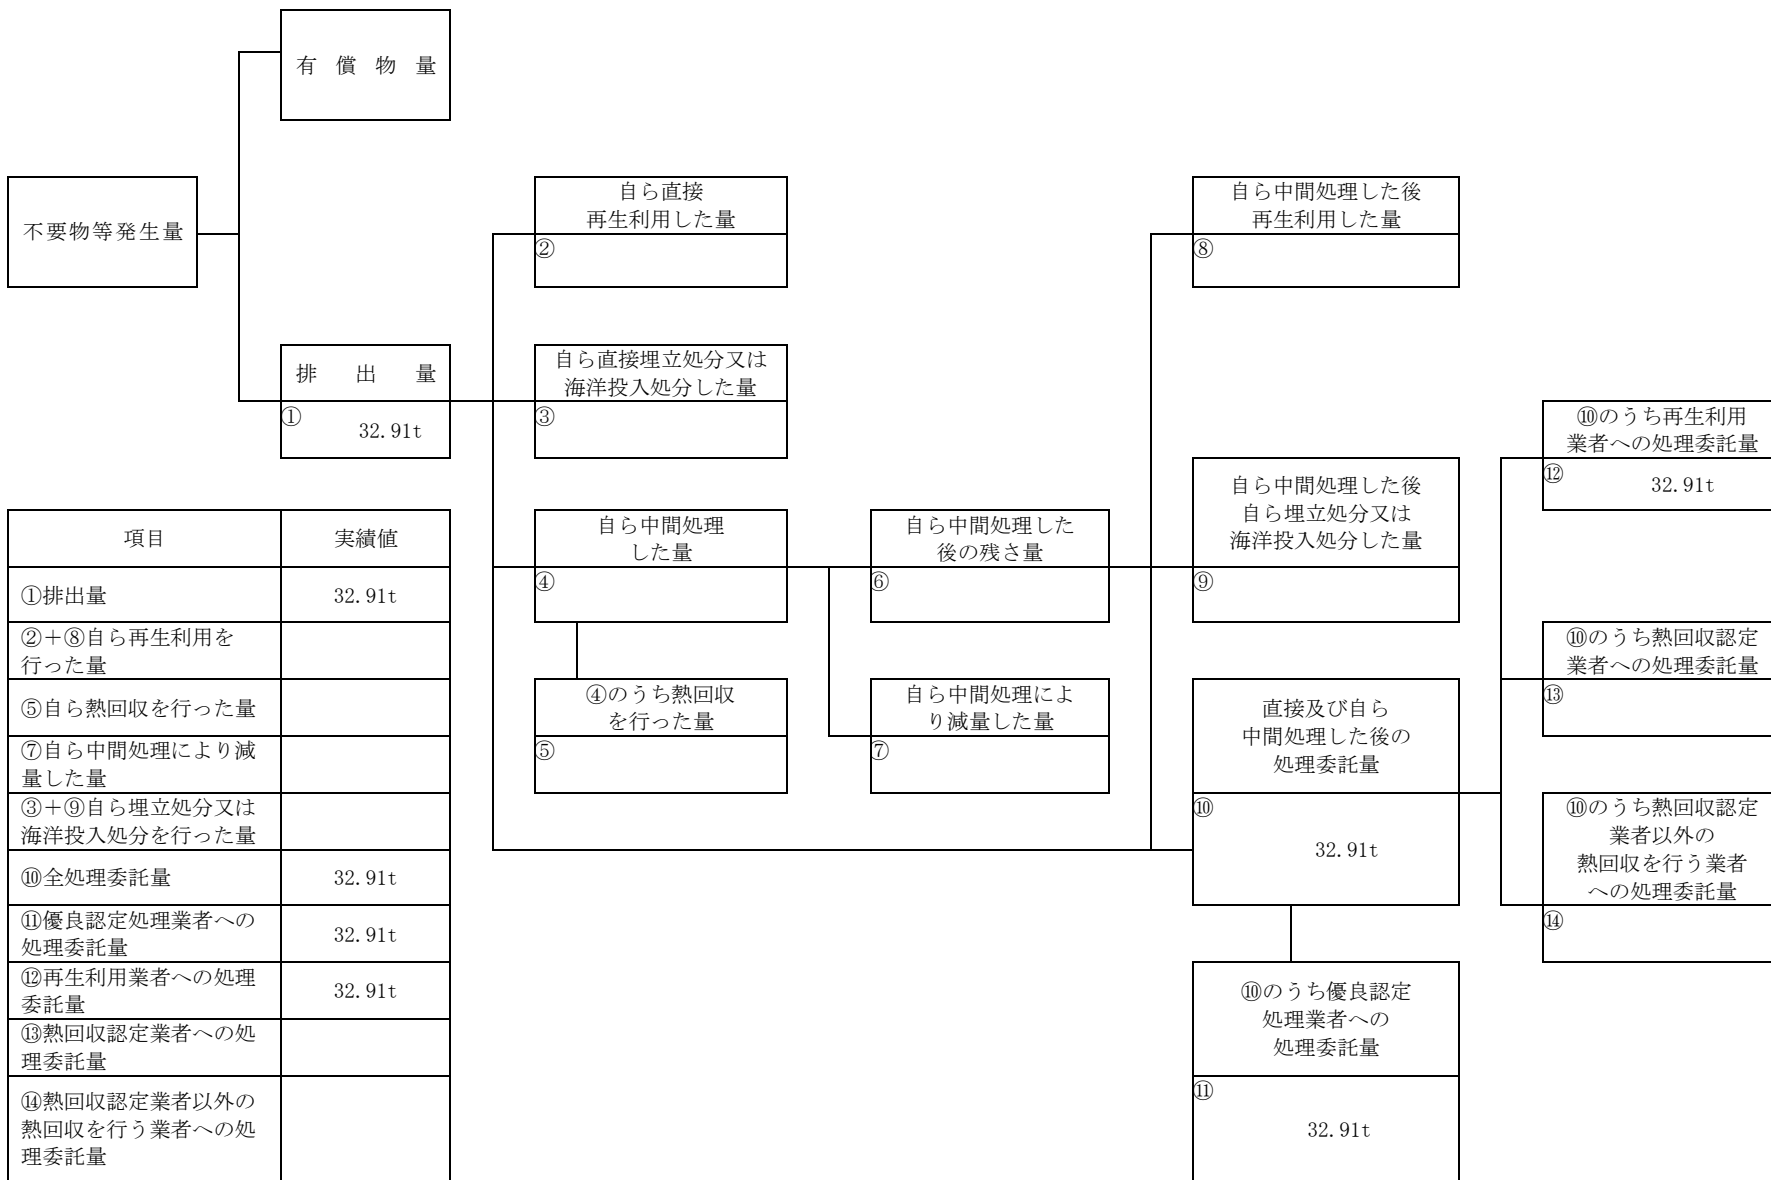 有償物量
不要物等発生量
排出量
①
32.91t
自ら直接
再生利用した量
②
自ら直接埋立処分又は
海洋投入処分した量
③
自ら中間処理
した量
④
④のうち熱回収
を行った量
⑤
自ら中間処理した
後の残さ量
⑥
自ら中間処理によ
り減量した量
⑦
自ら中間処理した後
再生利用した量
⑧
自ら中間処理した後
自ら埋立処分又は
海洋投入処分した量
⑨
直接及び自ら
中間処理した後の
処理委託量
⑩
32.91t
⑩のうち優良認定
処理業者への
処理委託量
⑪
32.91t
⑩のうち再生利用
業者への処理委託量
⑫
32.91t
⑩のうち熱回収認定
業者への処理委託量
⑬
⑩のうち熱回収認定
業者以外の
熱回収を行う業者
への処理委託量
⑭
項目 実績値
①排出量 32.91t
②+⑧自ら再生利用を
行った量
⑤自ら熱回収を行った量
⑦自ら中間処理により減
量した量
③+⑨自ら埋立処分又は
海洋投入処分を行った量
⑩全処理委託量 32.91t
⑪優良認定処理業者への
処理委託量 32.91t
⑫再生利用業者への処理
委託量 32.91t
⑬熱回収認定業者への処
理委託量
⑭熱回収認定業者以外の
熱回収を行う業者への処
理委託量